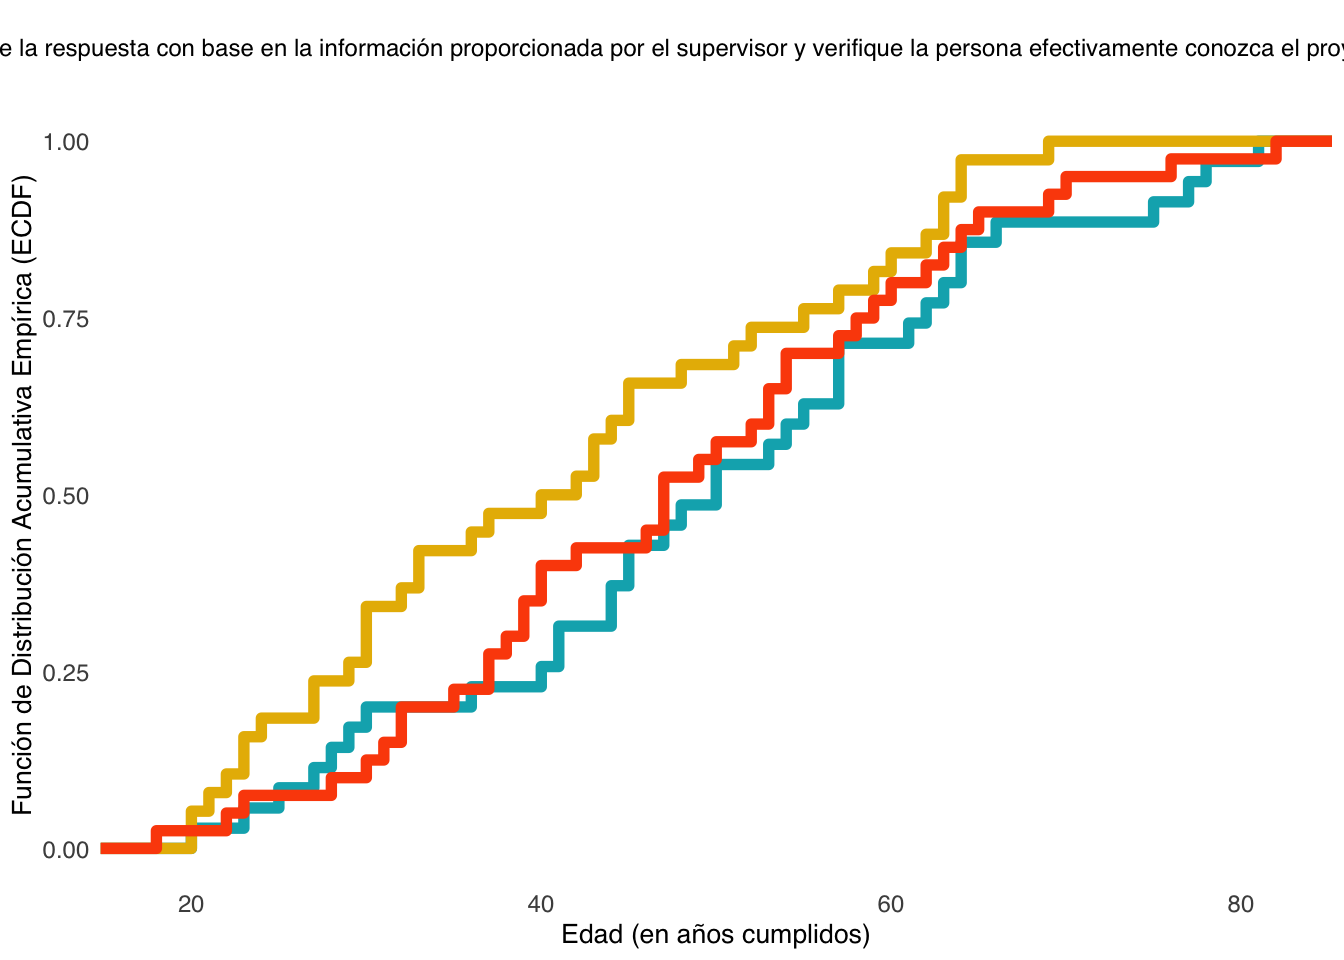 e la respuesta con base en la información proporcionada por el supervisor y verifique la persona efectivamente conozca el proy
Función de Distribución Acumulativa Empírica (ECDF)
1.00
0.75
0.50
0.25
0.00
20 40 60 80
Edad (en años cumplidos)